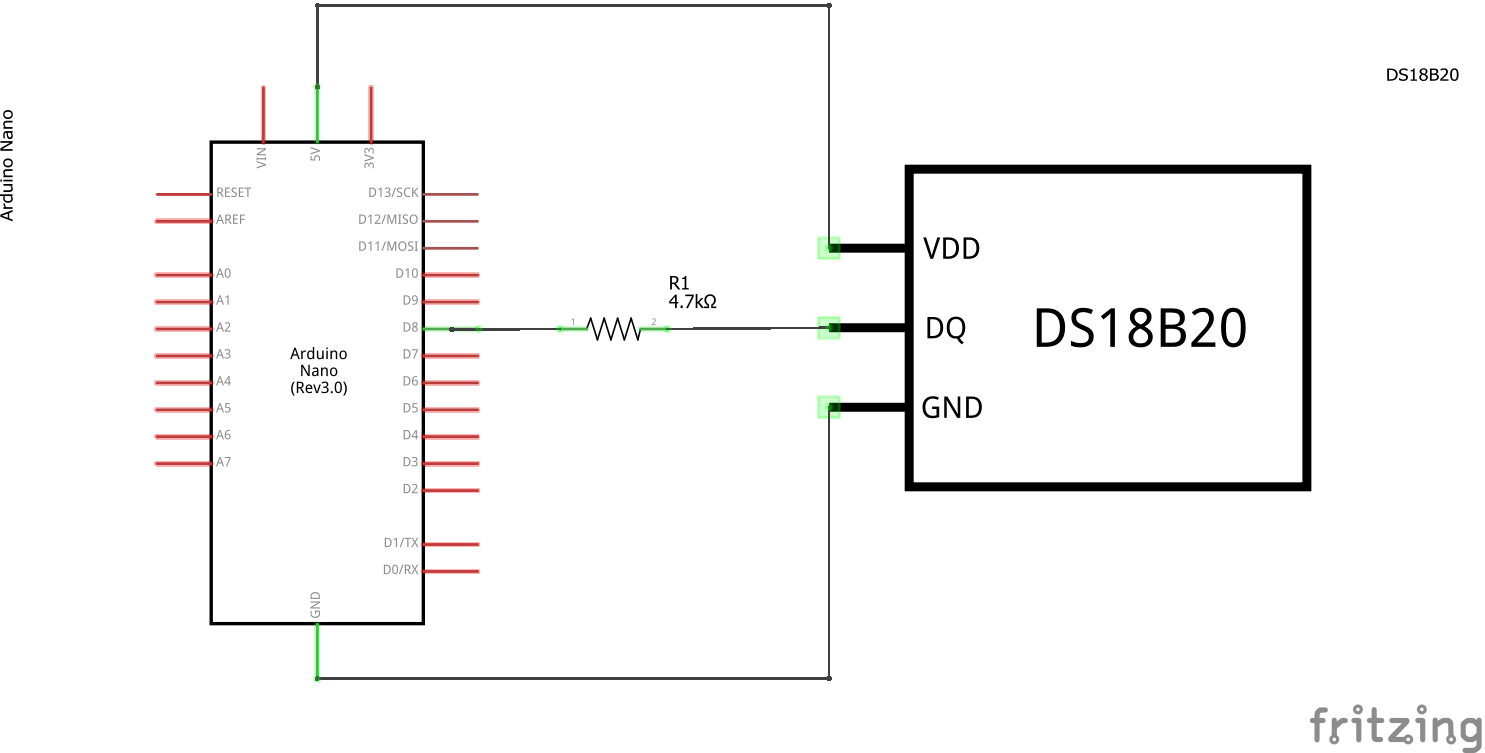 Arduino Nano
DS18B20
VIN
5V
3V3
RESET
AREF
A0
A1
A2
A3
A4
A5
A6
A7
D13/SCK
D12/MISO
D11/MOSI
D10
D9
D8
D7
D6
D5
D4
D3
D2
D1/TX
D0/RX
GND
Arduino
Nano
(Rev3.0)
R1
4.7kΩ
1
2
VDD
DQ
GND
DS18B20
fritzing